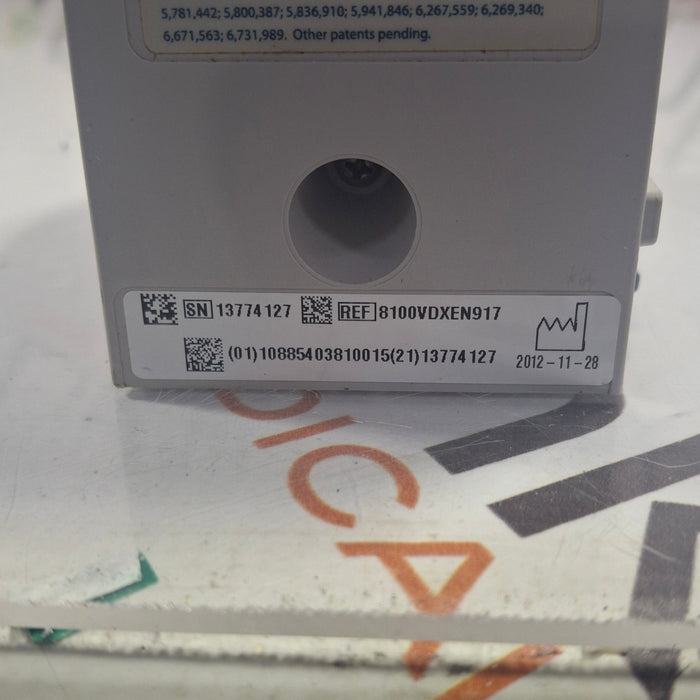 5,781,442; 5,800,387; 5,836,910; 5,941,846; 6,267,559; 6,269,340;
6,671,563; 6,731,989. Other patents pending.
SN 13774127 REF 8100VDXEN917
(01)10885403810015(21)13774127
2012-11-28
DICA